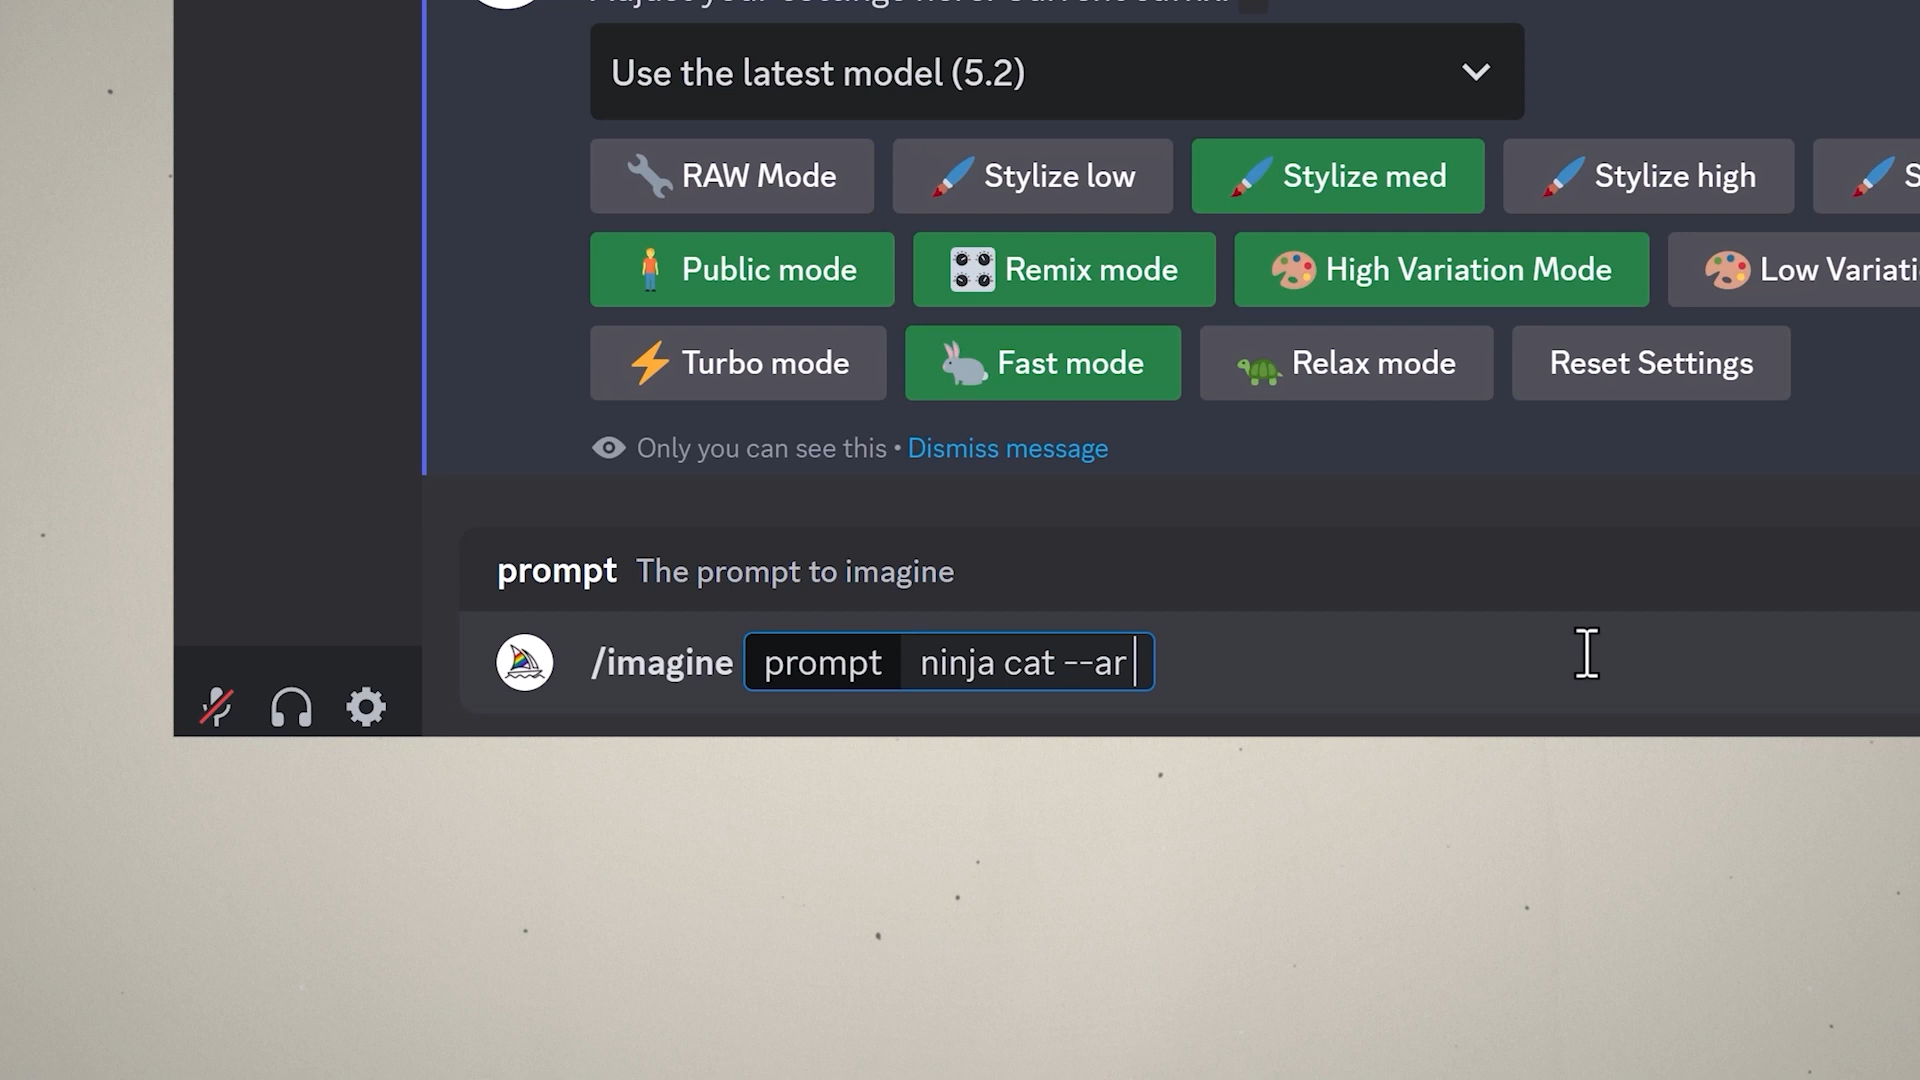 Use the latest model (5.2)
RAW Mode Stylize low Stylize med Stylize high
Public mode Remix mode High Variation Mode Low Variati
Turbo mode Fast mode Relax mode Reset Settings
Only you can see this • Dismiss message
prompt The prompt to imagine
/imagine prompt ninja cat --ar